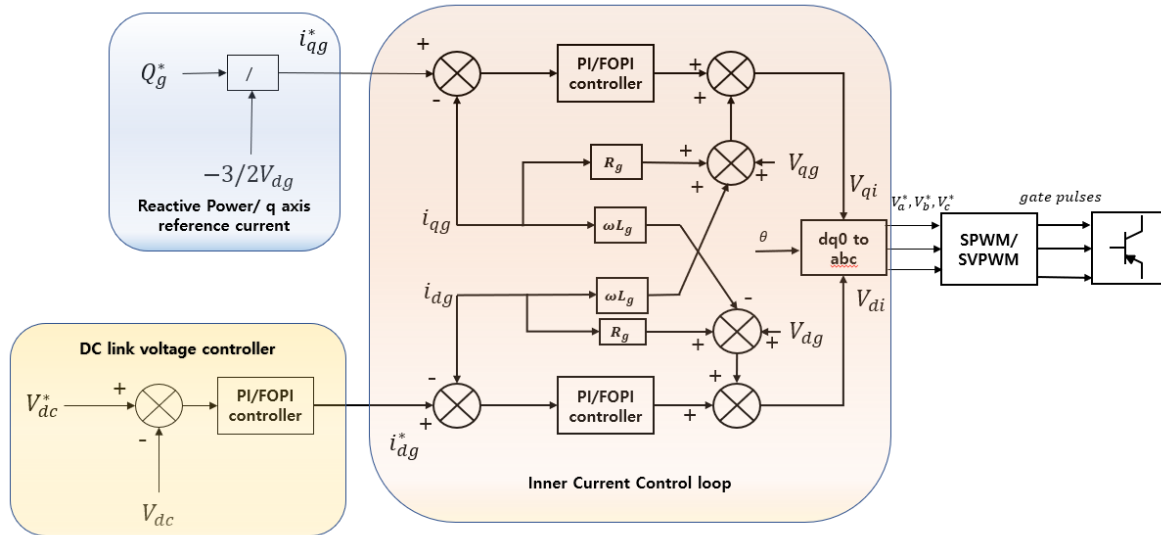 i*qg
Q*g
/
−3/2Vdg
Reactive Power/ q axis
reference current
+
-
PI/FOPI
controller
+
+
Rg
+
+
+
Vqg
iqg
ωLg
idg
ωLg
Rg
-
+
+
Vdg
-
+
i*dg
PI/FOPI
controller
+
+
Inner Current Control loop
Vqi
θ
dq0 to
abc
Vdi
V*a, V*b, V*c
SPWM/
SVPWM
gate pulses
DC link voltage controller
V*dc
+
-
PI/FOPI
controller
Vdc